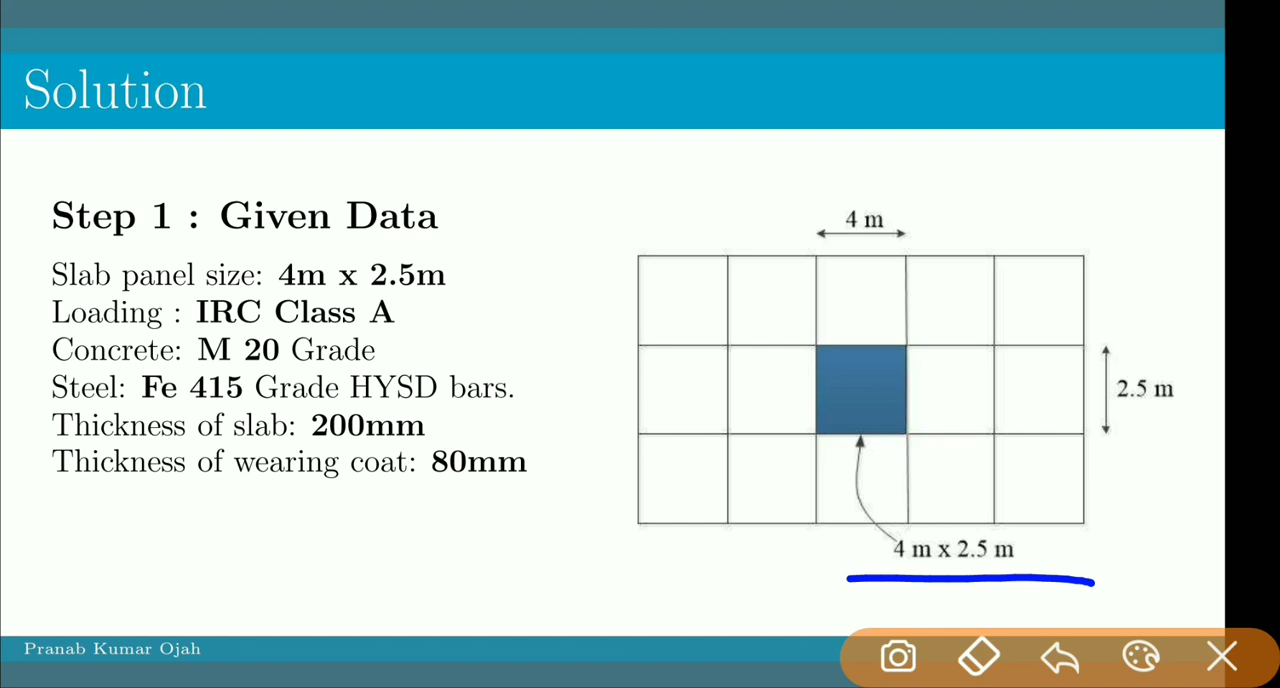 Solution
Step 1 : Given Data
Slab panel size: 4m x 2.5m
Loading : IRC Class A
Concrete: M 20 Grade
Steel: Fe 415 Grade HYSD bars.
Thickness of slab: 200mm
Thickness of wearing coat: 80mm
4 m
2.5 m
4 m x 2.5 m
Pranab Kumar Ojah